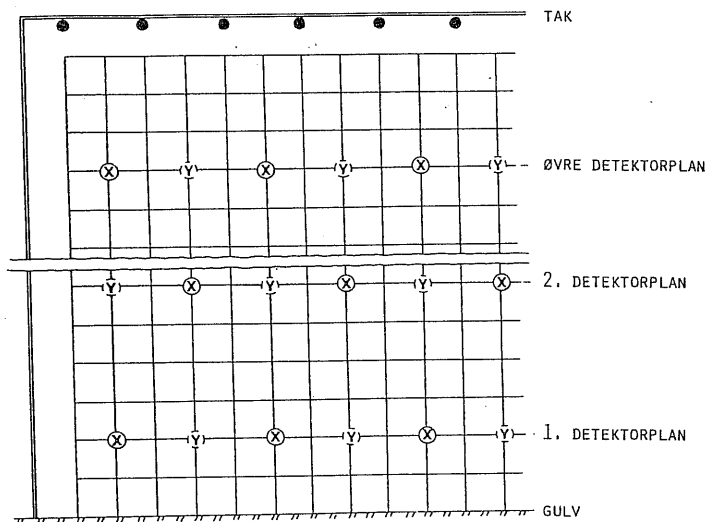 TAK
X Y X Y X Y ØVRE DETEKTORPLAN
Y X Y X Y X 2. DETEKTORPLAN
X Y X Y X Y 1. DETEKTORPLAN
GULV